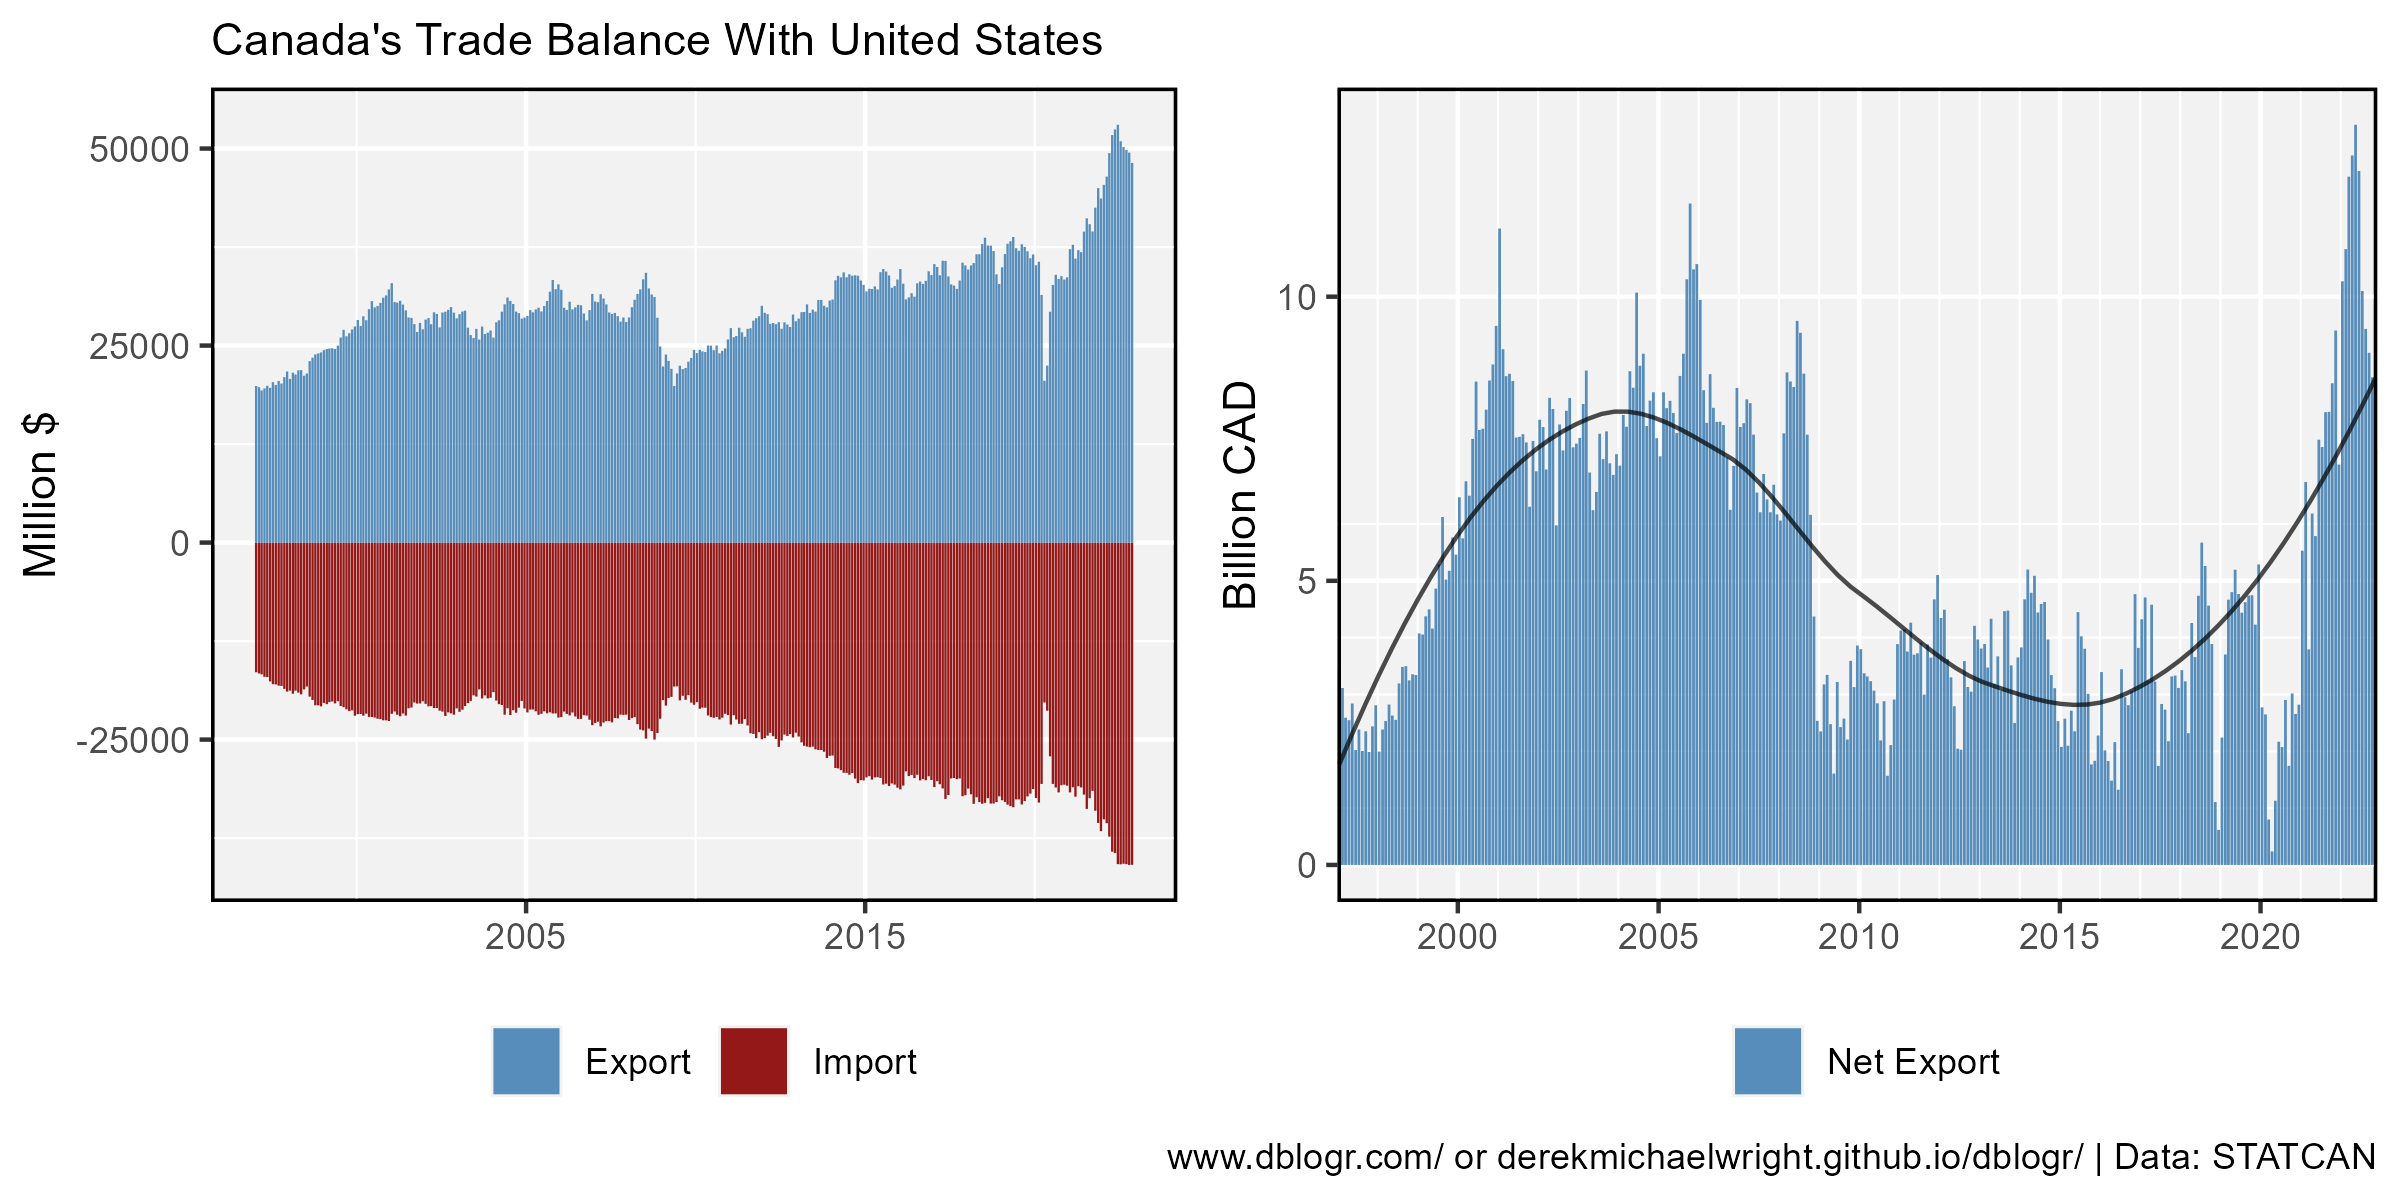 Canada's Trade Balance With United States
Million $
50000
25000
0
-25000
2005
2015
Export
Import
Billion CAD
10
5
0
2000
2005
2010
2015
2020
Net Export
www.dblogr.com/ or derekmichaelwright.github.io/dblogr/ | Data: STATCAN